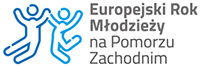 Europejski Rok
Młodzieży
na Pomorzu
Zachodnim